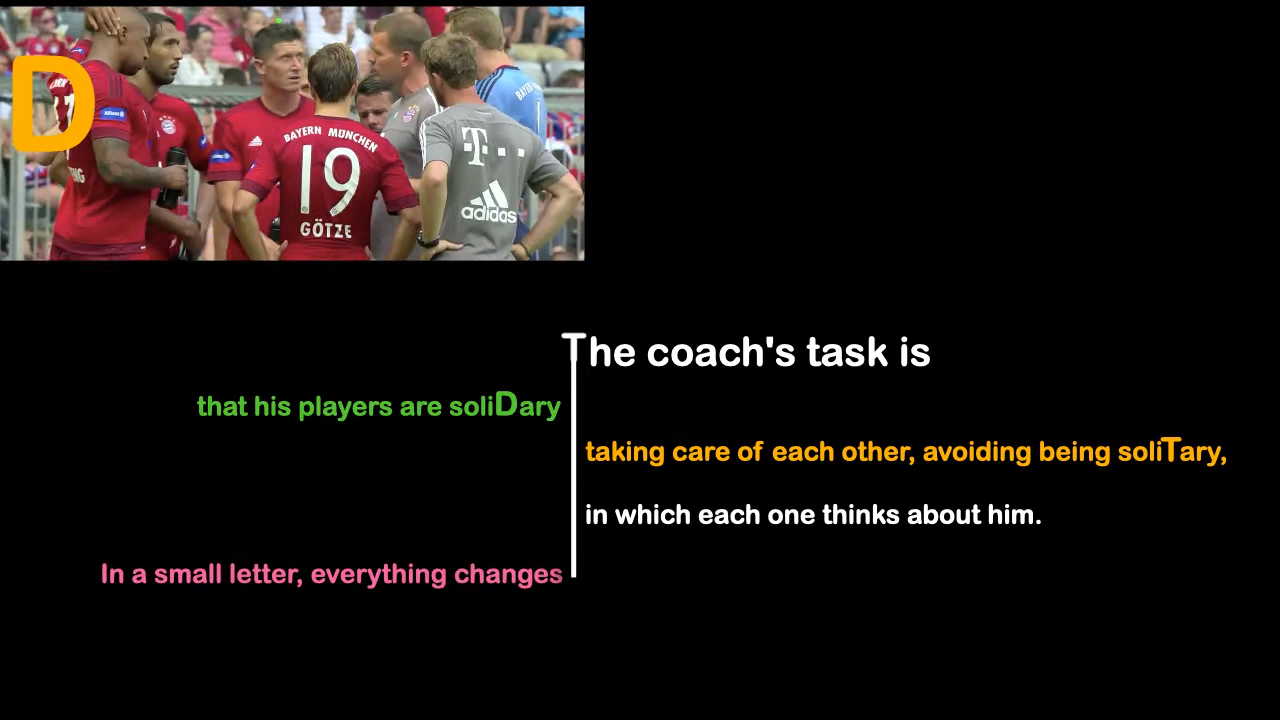 D
BAYERN MÜNCHEN
19
GÖTZE
T
adidas
The coach's task is
that his players are soliDary
taking care of each other, avoiding being soliTary,
in which each one thinks about him.
In a small letter, everything changes